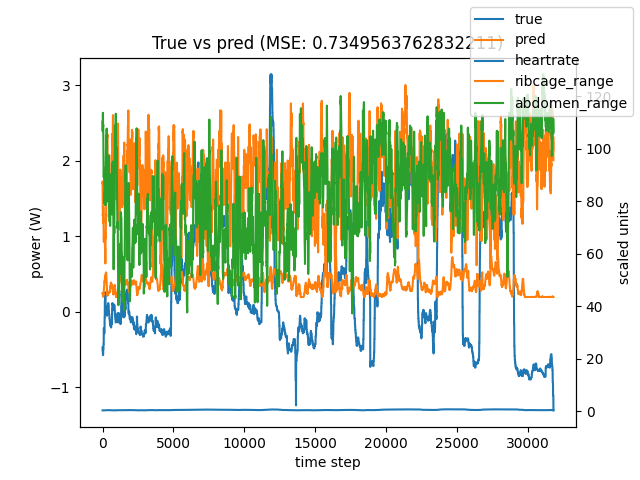 True vs pred (MSE: 0.7349563762832211)
true
pred
heartrate
ribcage_range
abdomen_range
power (W)
3
2
1
0
−1
120
100
80
60
40
20
0
scaled units
0 5000 10000 15000 20000 25000 30000
time step